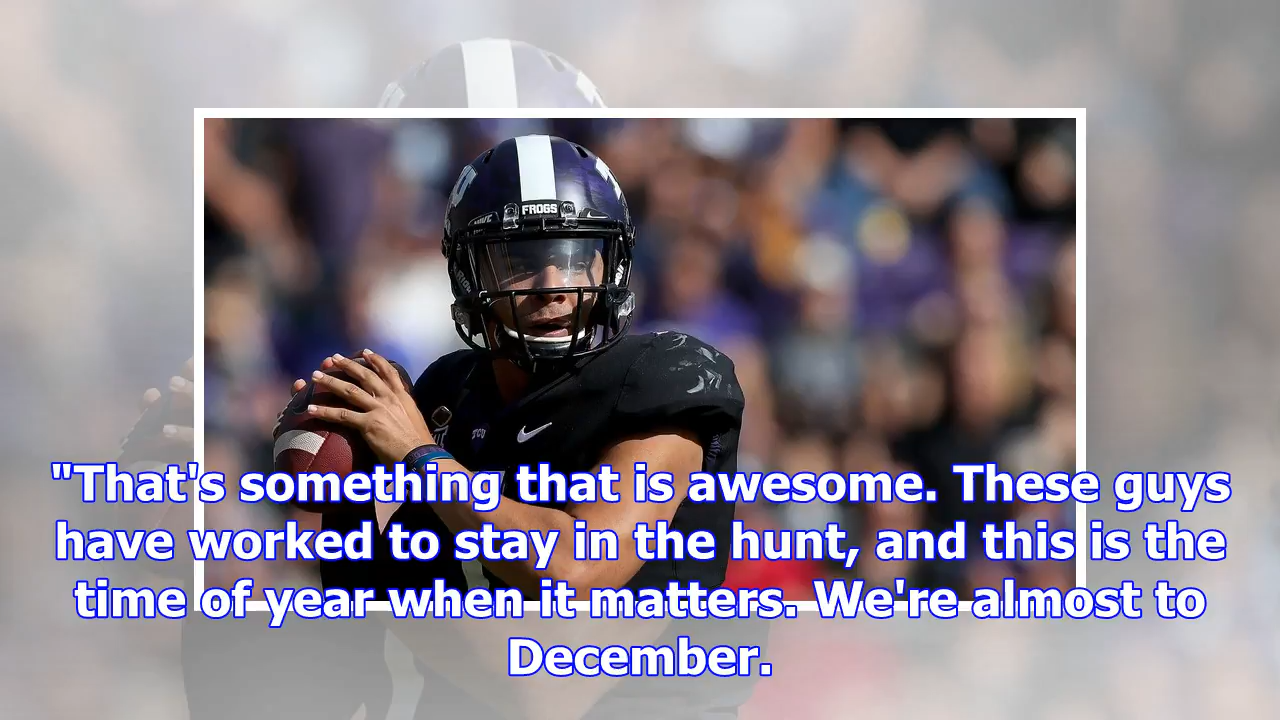 FROGS
TCU
"That's something that is awesome. These guys
have worked to stay in the hunt, and this is the
time of year when it matters. We're almost to
December.